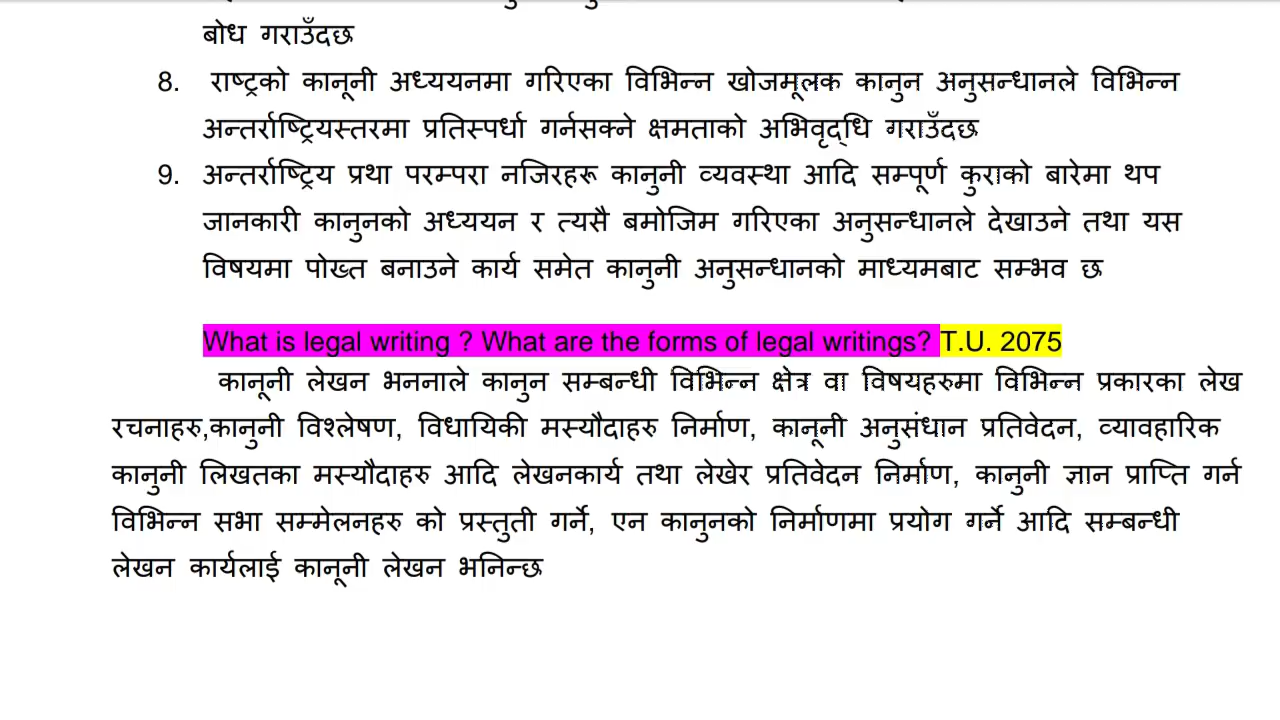 बोध गराउँदछ
8. राष्ट्रको कानूनी अध्ययनमा गरिएका विभिन्न खोजमूलक कानुन अनुसन्धानले विभिन्न
अन्तर्राष्ट्रियस्तरमा प्रतिस्पर्धा गर्नसक्ने क्षमताको अभिवृद्धि गराउँदछ
9. अन्तर्राष्ट्रिय प्रथा परम्परा नजिरहरू कानुनी व्यवस्था आदि सम्पूर्ण कुराको बारेमा थप
जानकारी कानुनको अध्ययन र त्यसै बमोजिम गरिएका अनुसन्धानले देखाउने तथा यस
विषयमा पोख्त बनाउने कार्य समेत कानुनी अनुसन्धानको माध्यमबाट सम्भव छ
What is legal writing ? What are the forms of legal writings? T.U. 2075
कानूनी लेखन भननाले कानुन सम्बन्धी विभिन्न क्षेत्र वा विषयहरुमा विभिन्न प्रकारका लेख
रचनाहरु,कानुनी विश्लेषण, विधायिकी मस्यौदाहरु निर्माण, कानूनी अनुसंधान प्रतिवेदन, व्यावहारिक
कानुनी लिखतका मस्यौदाहरु आदि लेखनकार्य तथा लेखेर प्रतिवेदन निर्माण, कानुनी ज्ञान प्राप्ति गर्न
विभिन्न सभा सम्मेलनहरु को प्रस्तुती गर्ने, एन कानुनको निर्माणमा प्रयोग गर्ने आदि सम्बन्धी
लेखन कार्यलाई कानूनी लेखन भनिन्छ